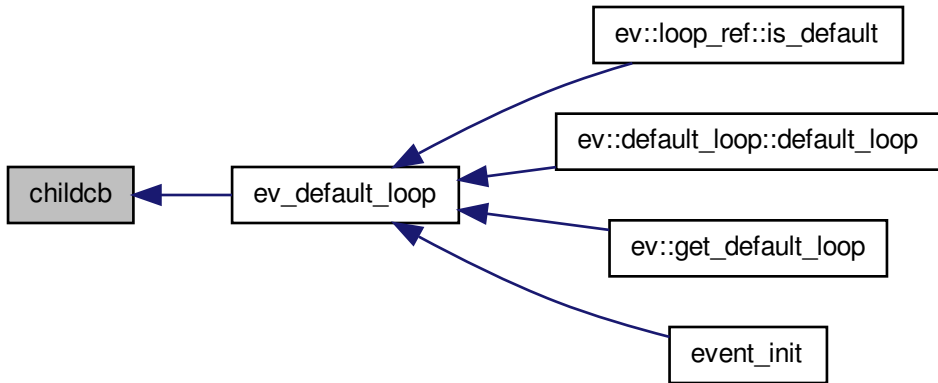 ev::loop_ref::is_default
ev::default_loop::default_loop
childcb
ev_default_loop
ev::get_default_loop
event_init